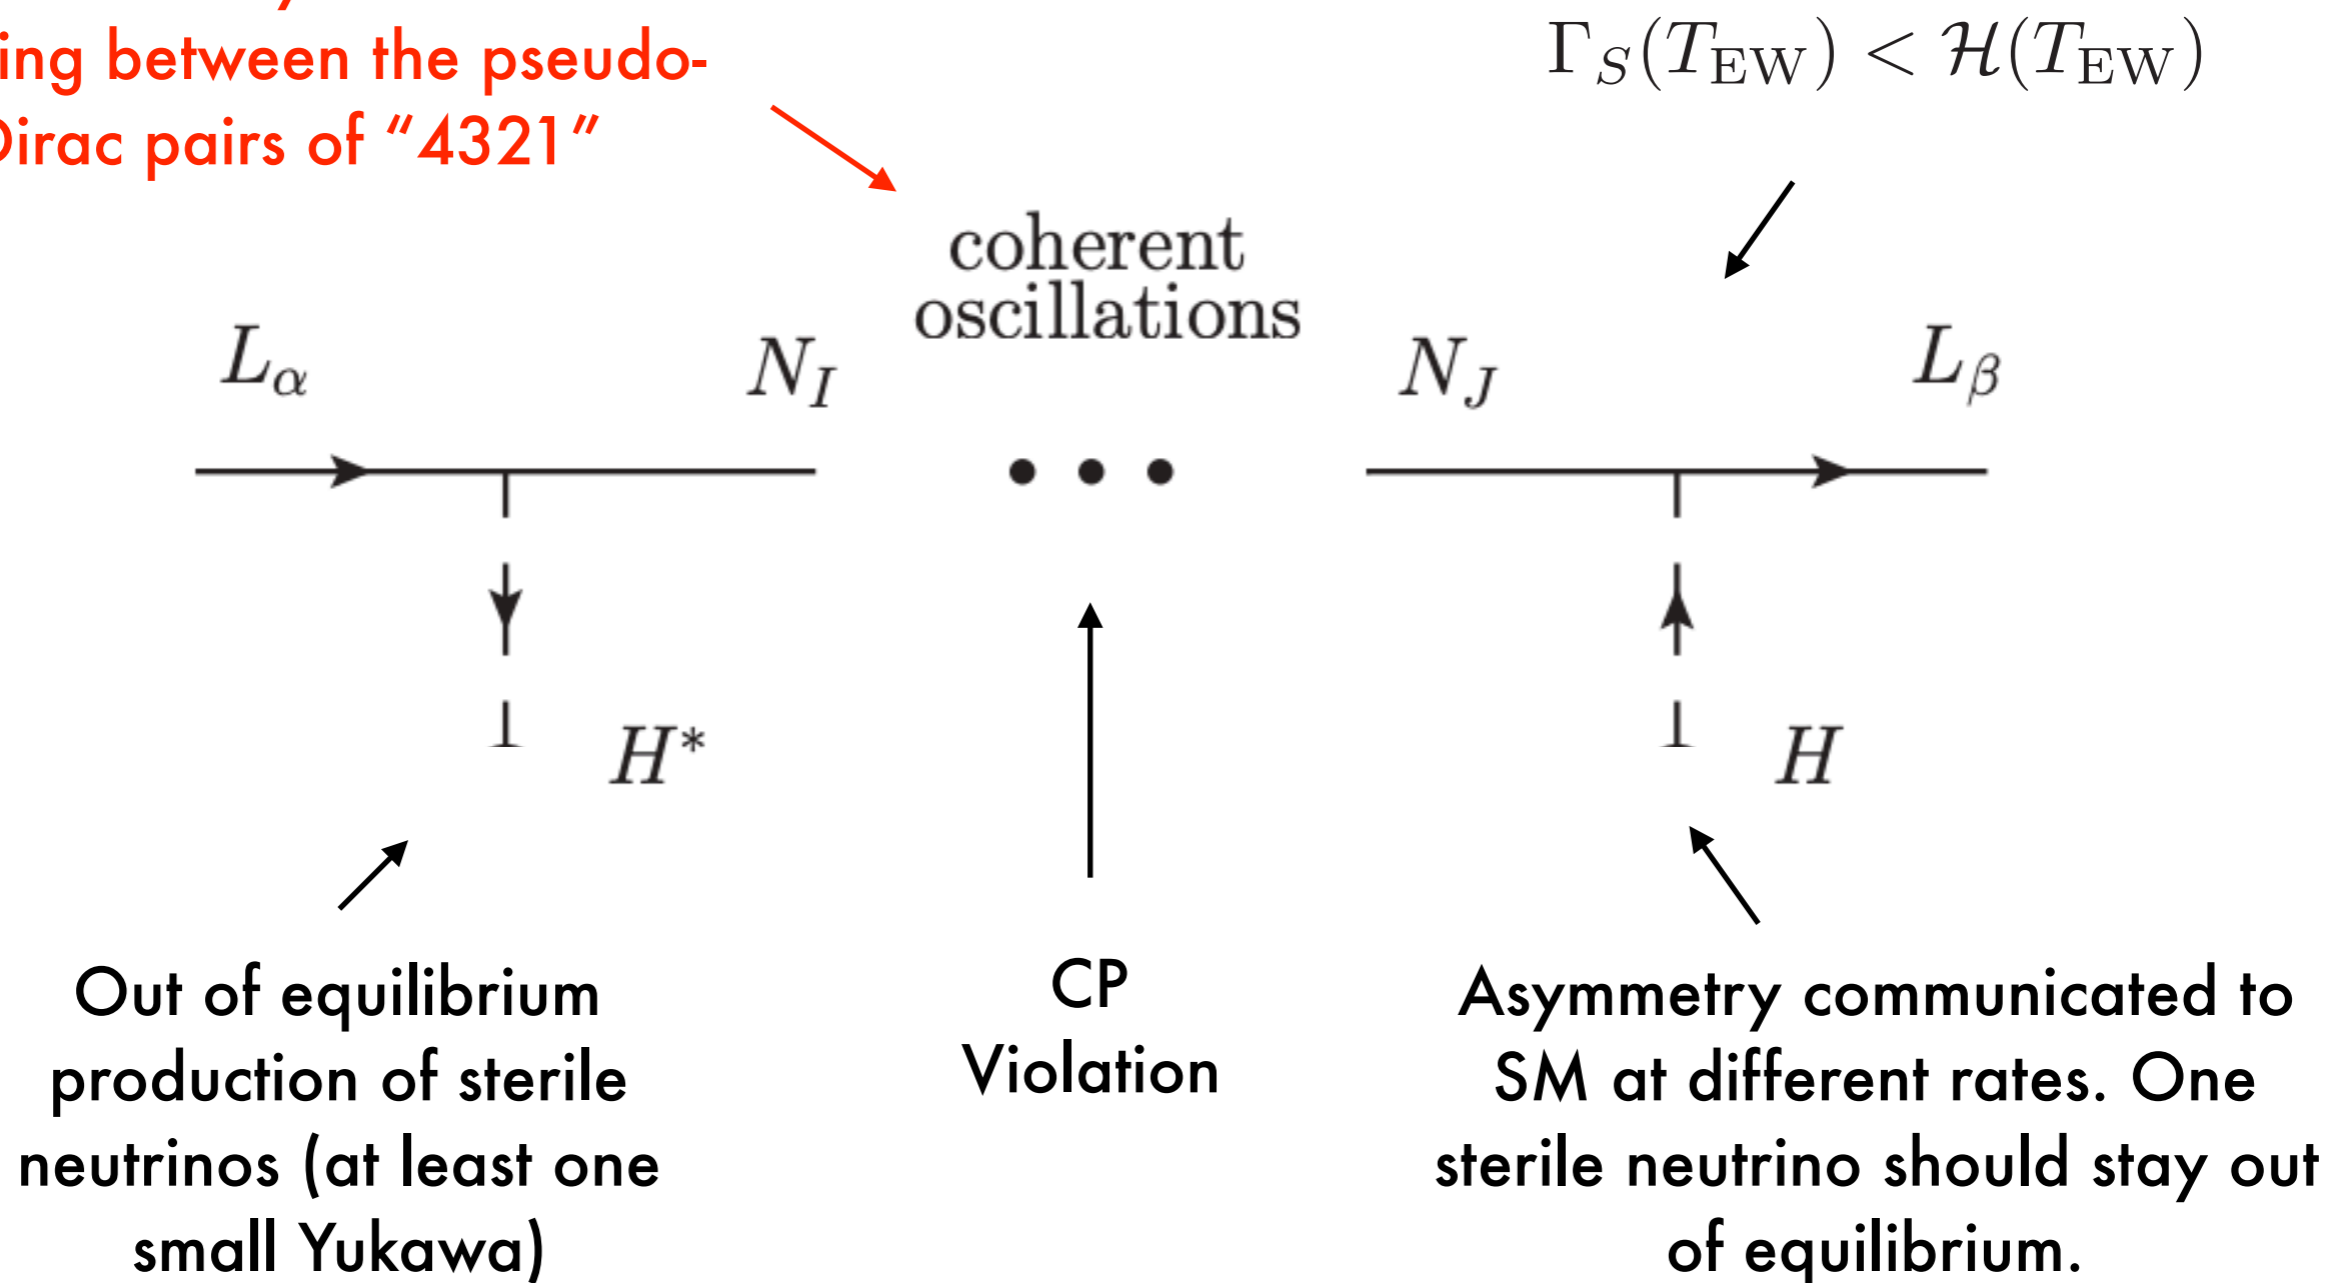 between the pseudo-
pairs of “4321”
Γ_S(T_EW) < ℋ(T_EW)
coherent
oscillations
L_α
N_I
N_J
L_β
H*
H
Out of equilibrium
production of sterile
neutrinos (at least one
small Yukawa)
CP
Violation
Asymmetry communicated to
SM at different rates. One
sterile neutrino should stay out
of equilibrium.